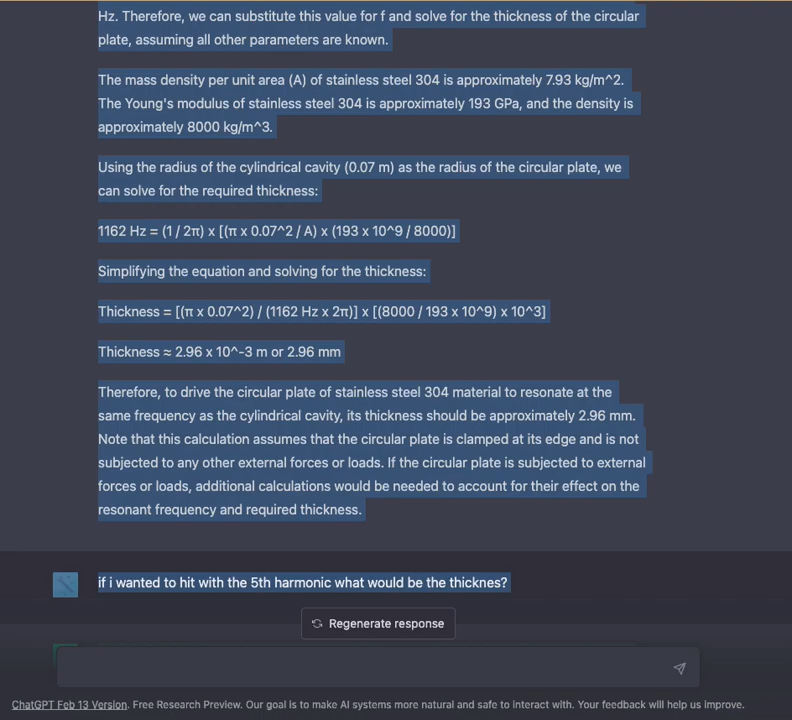 Hz. Therefore, we can substitute this value for f and solve for the thickness of the circular
plate, assuming all other parameters are known.
The mass density per unit area (A) of stainless steel 304 is approximately 7.93 kg/m^2.
The Young's modulus of stainless steel 304 is approximately 193 GPa, and the density is
approximately 8000 kg/m^3.
Using the radius of the cylindrical cavity (0.07 m) as the radius of the circular plate, we
can solve for the required thickness:
1162 Hz = (1 / 2π) x [(π x 0.07^2 / A) x (193 x 10^9 / 8000)]
Simplifying the equation and solving for the thickness:
Thickness = [(π x 0.07^2) / (1162 Hz x 2π)] x [(8000 / 193 x 10^9) x 10^3]
Thickness ≈ 2.96 x 10^-3 m or 2.96 mm
Therefore, to drive the circular plate of stainless steel 304 material to resonate at the
same frequency as the cylindrical cavity, its thickness should be approximately 2.96 mm.
Note that this calculation assumes that the circular plate is clamped at its edge and is not
subjected to any other external forces or loads. If the circular plate is subjected to external
forces or loads, additional calculations would be needed to account for their effect on the
resonant frequency and required thickness.
if i wanted to hit with the 5th harmonic what would be the thicknes?
Regenerate response
ChatGPT Feb 13 Version. Free Research Preview. Our goal is to make AI systems more natural and safe to interact with. Your feedback will help us improve.